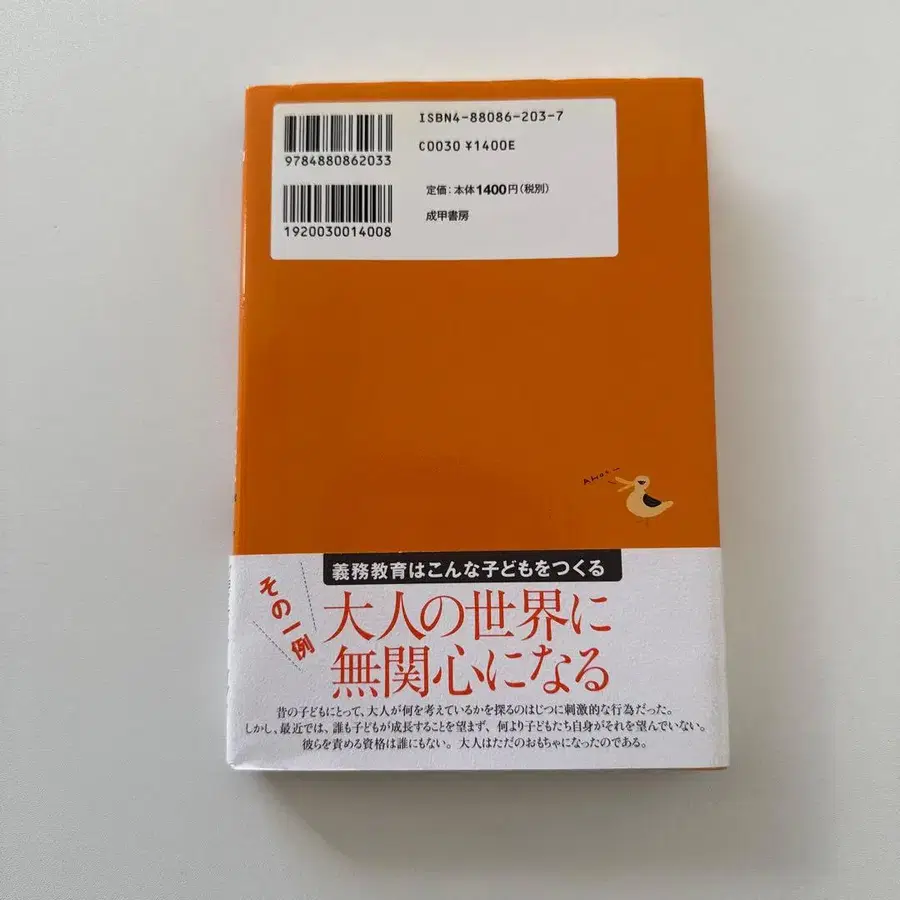 ISBN4-88086-203-7
9784880862033
C0030 ¥1400E
定価：本体1400円（税別）
1920030014008
成甲書房
義務教育はこんな子どもをつくる
その一例
大人の世界に
無関心になる
昔の子どもにとって、大人が何を考えているかを探るのはじつに刺激的な行為だった。
しかし、最近では、誰も子どもが成長することを望まず、何より子どもたち自身がそれを望んでいない。
彼らを責める資格は誰にもない。大人はただのおもちゃになったのである。